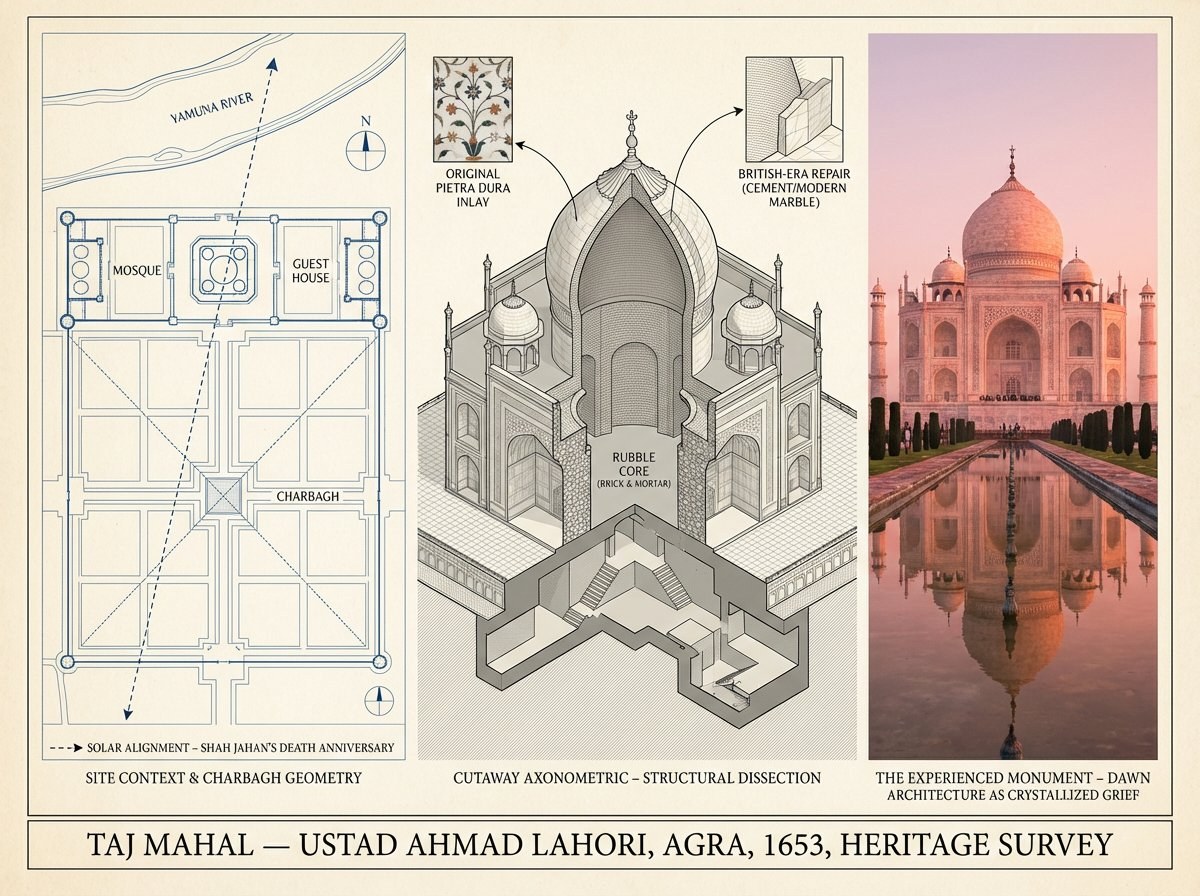 YAMUNA RIVER
N
MOSQUE
GUEST
HOUSE
CHARBAGH
SOLAR ALIGNMENT – SHAH JAHAN'S DEATH ANNIVERSARY
SITE CONTEXT & CHARBAGH GEOMETRY
ORIGINAL
PIETRA DURA
INLAY
BRITISH-ERA REPAIR
(CEMENT/MODERN
MARBLE)
RUBBLE
CORE
(RRICK & MORTAR)
CUTAWAY AXONOMETRIC – STRUCTURAL DISSECTION
THE EXPERIENCED MONUMENT – DAWN
ARCHITECTURE AS CRYSTALLIZED GRIEF
TAJ MAHAL — USTAD AHMAD LAHORI, AGRA, 1653, HERITAGE SURVEY